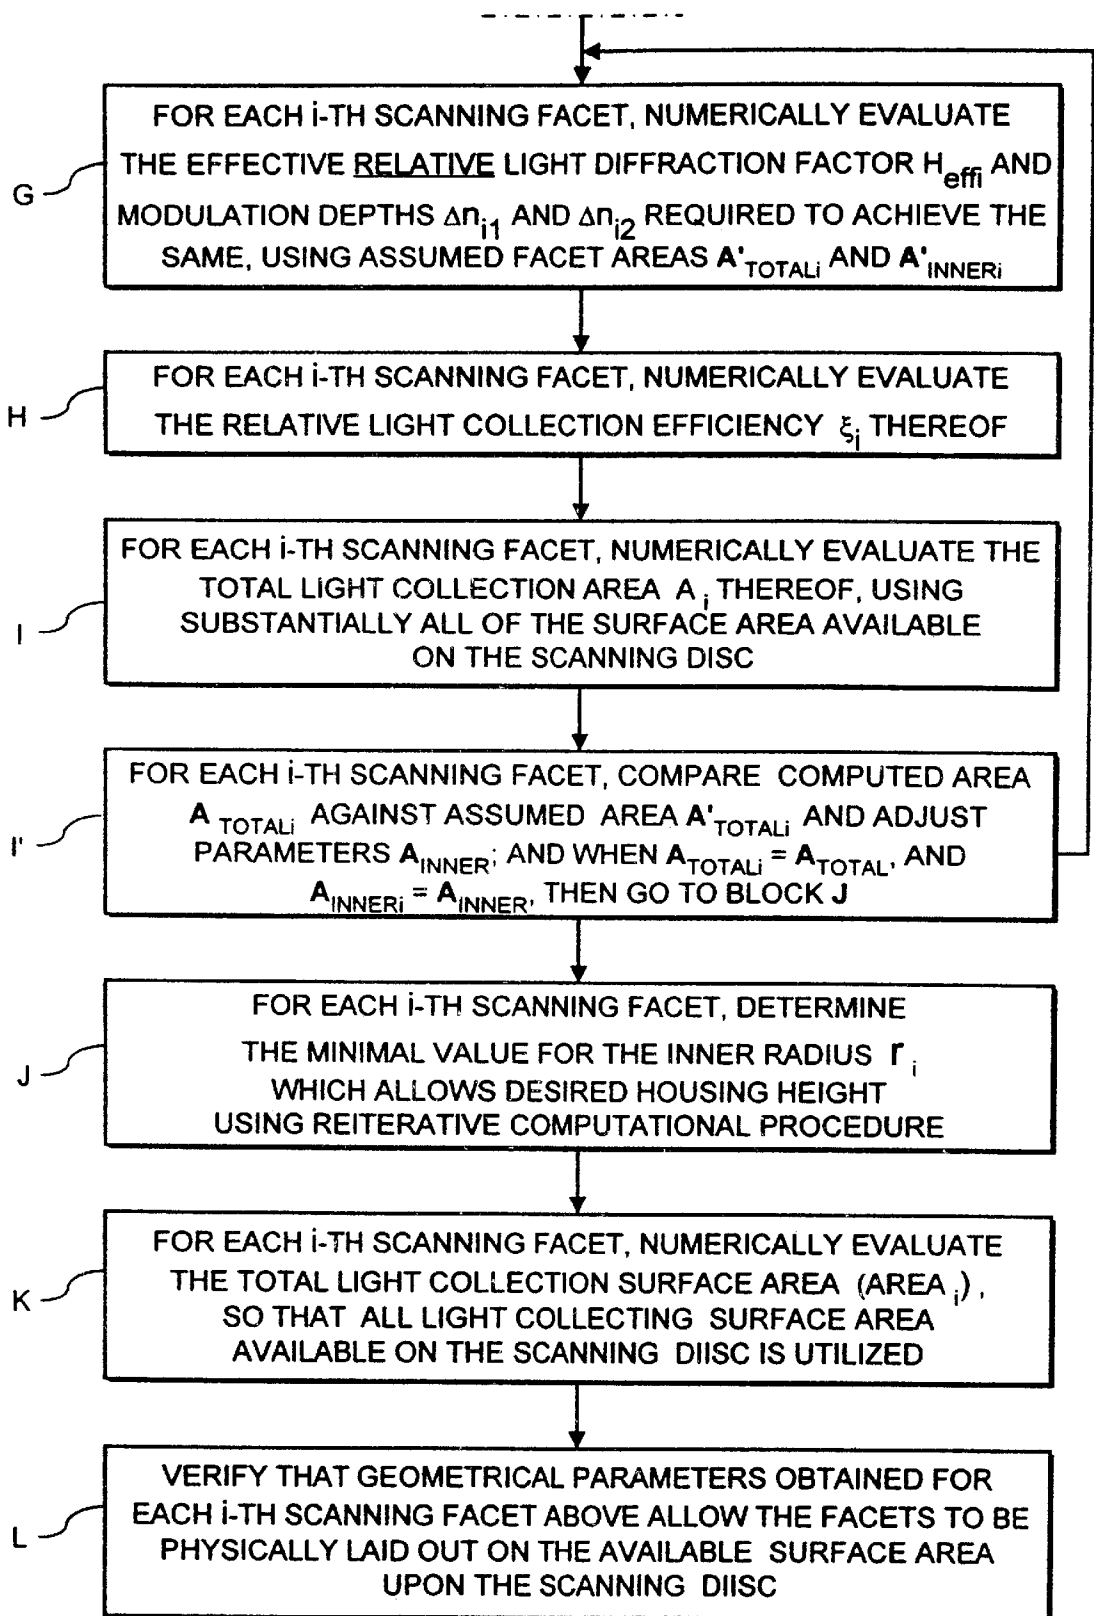 FOR EACH i-TH SCANNING FACET, NUMERICALLY EVALUATE
THE EFFECTIVE RELATIVE LIGHT DIFFRACTION FACTOR Heffi AND
MODULATION DEPTHS Δni1 AND Δni2 REQUIRED TO ACHIEVE THE
SAME, USING ASSUMED FACET AREAS A'TOTALi AND A'INNERi
G
FOR EACH i-TH SCANNING FACET, NUMERICALLY EVALUATE
THE RELATIVE LIGHT COLLECTION EFFICIENCY ξi THEREOF
H
FOR EACH i-TH SCANNING FACET, NUMERICALLY EVALUATE THE
TOTAL LIGHT COLLECTION AREA Ai THEREOF, USING
SUBSTANTIALLY ALL OF THE SURFACE AREA AVAILABLE
ON THE SCANNING DISC
I
FOR EACH i-TH SCANNING FACET, COMPARE COMPUTED AREA
ATOTALi AGAINST ASSUMED AREA A'TOTALi AND ADJUST
PARAMETERS AINNER; AND WHEN ATOTALi = ATOTAL, AND
AINNERi = AINNER, THEN GO TO BLOCK J
I'
FOR EACH i-TH SCANNING FACET, DETERMINE
THE MINIMAL VALUE FOR THE INNER RADIUS ri
WHICH ALLOWS DESIRED HOUSING HEIGHT
USING REITERATIVE COMPUTATIONAL PROCEDURE
J
FOR EACH i-TH SCANNING FACET, NUMERICALLY EVALUATE
THE TOTAL LIGHT COLLECTION SURFACE AREA (AREAi),
SO THAT ALL LIGHT COLLECTING SURFACE AREA
AVAILABLE ON THE SCANNING DIISC IS UTILIZED
K
VERIFY THAT GEOMETRICAL PARAMETERS OBTAINED FOR
EACH i-TH SCANNING FACET ABOVE ALLOW THE FACETS TO BE
PHYSICALLY LAID OUT ON THE AVAILABLE SURFACE AREA
UPON THE SCANNING DIISC
L